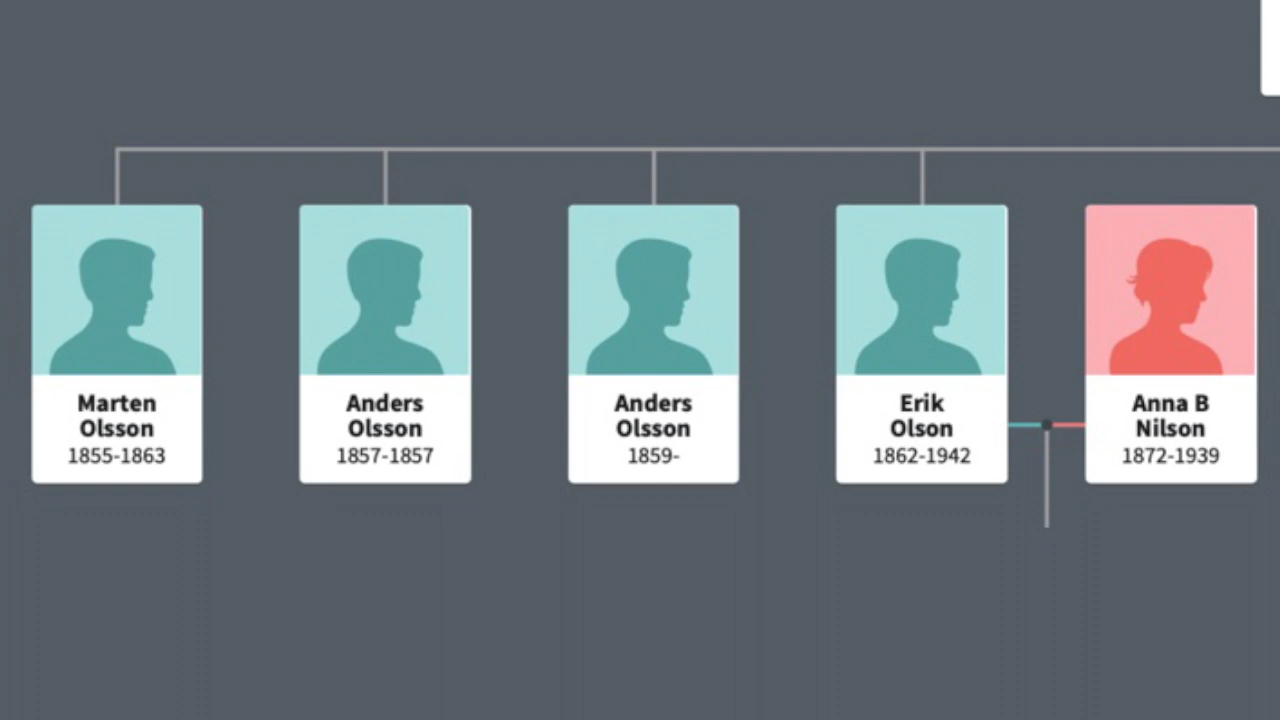 Marten
Olsson
1855-1863
Anders
Olsson
1857-1857
Anders
Olsson
1859-
Erik
Olson
1862-1942
Anna B
Nilson
1872-1939